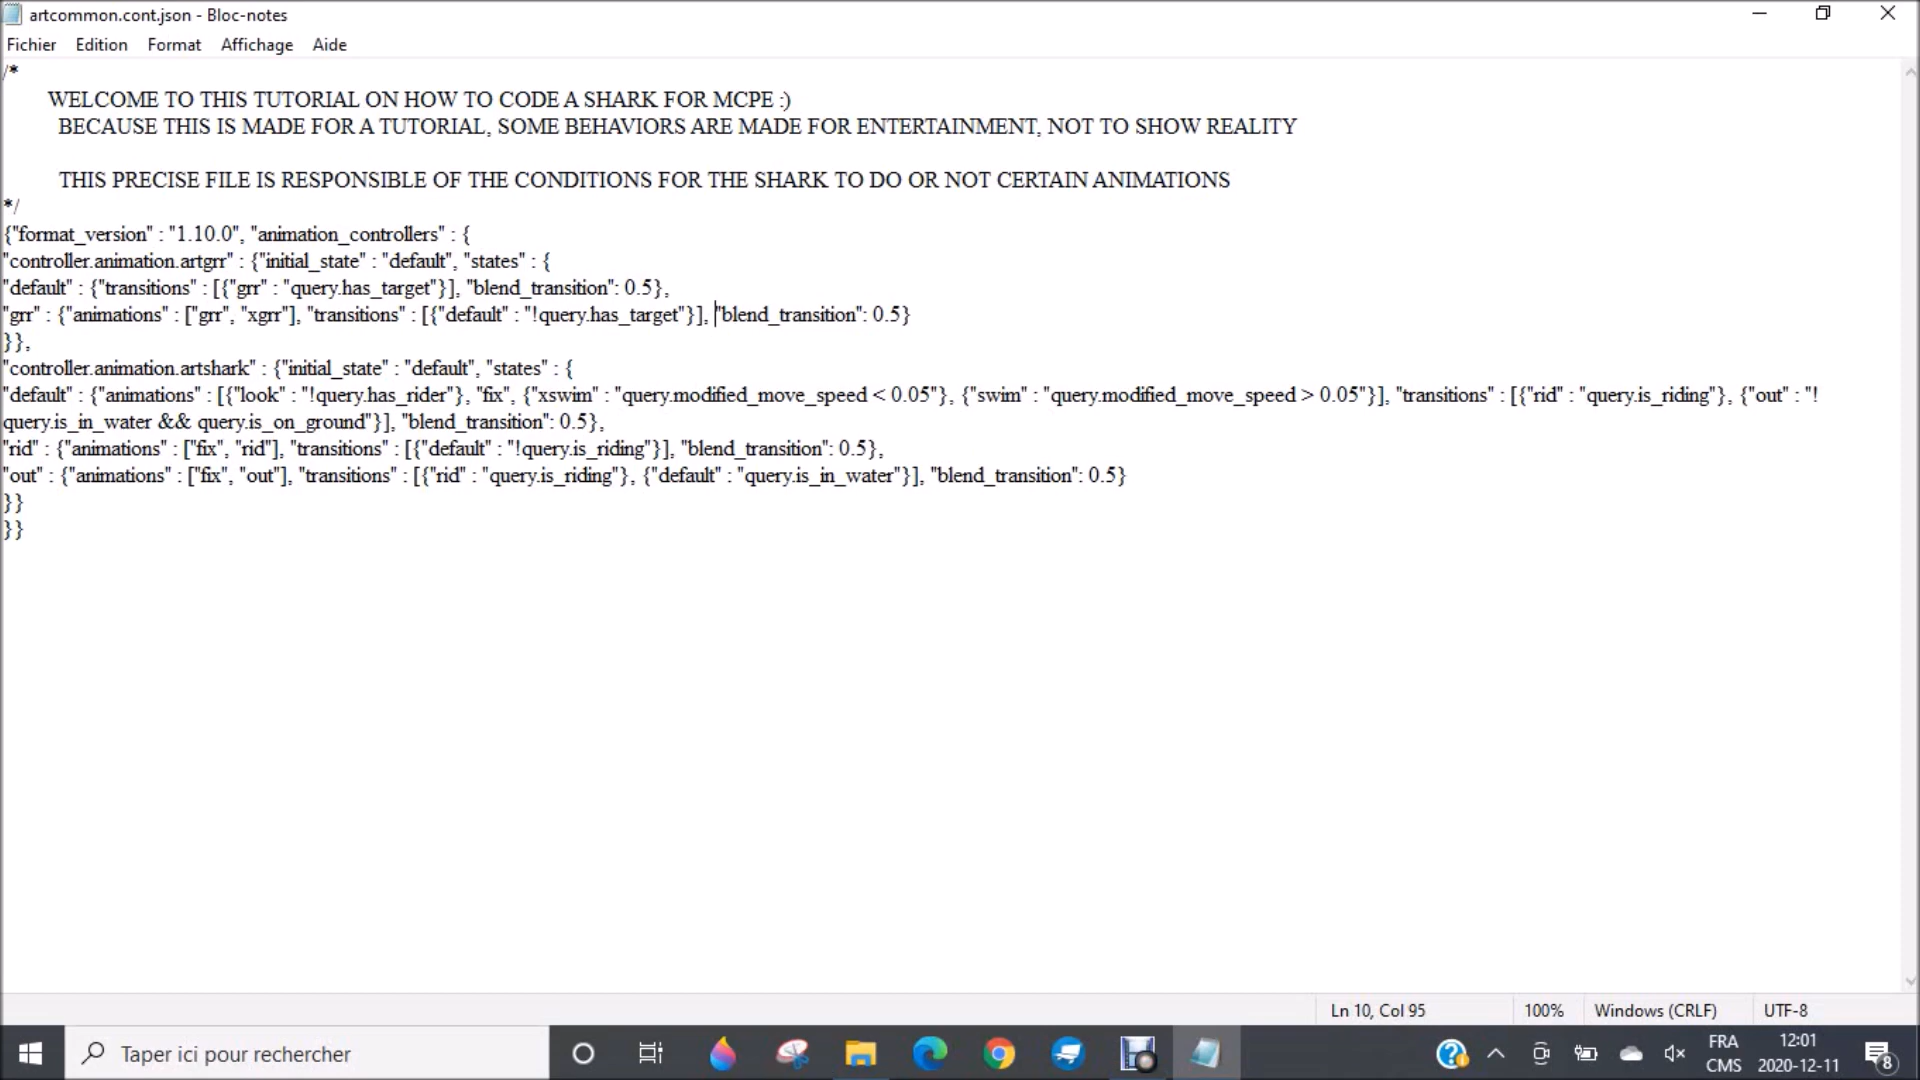 artcommon.cont.json - Bloc-notes
Fichier Edition Format Affichage Aide
/*
WELCOME TO THIS TUTORIAL ON HOW TO CODE A SHARK FOR MCPE :)
BECAUSE THIS IS MADE FOR A TUTORIAL, SOME BEHAVIORS ARE MADE FOR ENTERTAINMENT, NOT TO SHOW REALITY
THIS PRECISE FILE IS RESPONSIBLE OF THE CONDITIONS FOR THE SHARK TO DO OR NOT CERTAIN ANIMATIONS
*/
{"format_version" : "1.10.0", "animation_controllers" : {
"controller.animation.artgrr" : {"initial_state" : "default", "states" : {
"default" : {"transitions" : [{"grr" : "query.has_target"}], "blend_transition": 0.5},
"grr" : {"animations" : ["grr", "xgrr"], "transitions" : [{"default" : "!query.has_target"}], "blend_transition": 0.5}
}},
"controller.animation.artshark" : {"initial_state" : "default", "states" : {
"default" : {"animations" : [{"look" : "!query.has_rider"}, "fix", {"xswim" : "query.modified_move_speed < 0.05"}, {"swim" : "query.modified_move_speed > 0.05"}], "transitions" : [{"rid" : "query.is_riding"}, {"out" : "!
query.is_in_water && query.is_on_ground"}], "blend_transition": 0.5},
"rid" : {"animations" : ["fix", "rid"], "transitions" : [{"default" : "!query.is_riding"}], "blend_transition": 0.5},
"out" : {"animations" : ["fix", "out"], "transitions" : [{"rid" : "query.is_riding"}, {"default" : "query.is_in_water"}], "blend_transition": 0.5}
}}
}}
Ln 10, Col 95 100% Windows (CRLF) UTF-8
Taper ici pour rechercher
FRA 12:01
CMS 2020-12-11
8